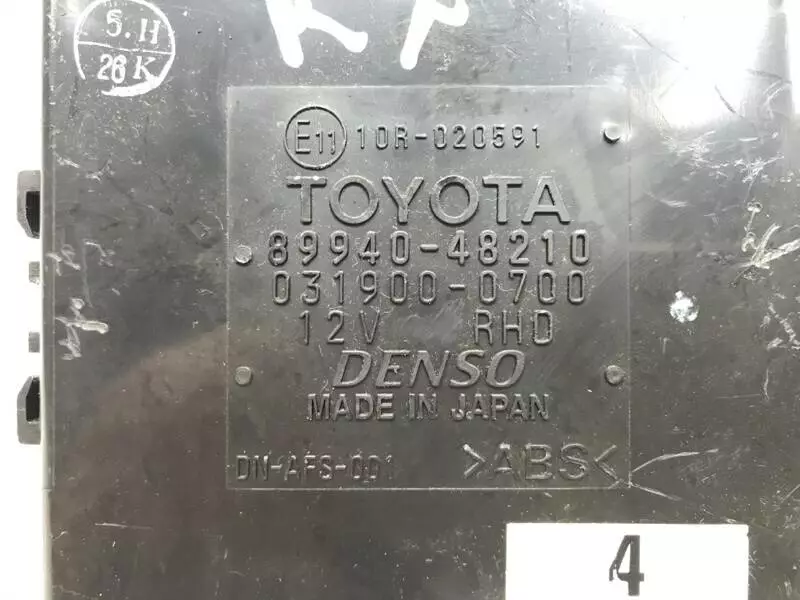 5.H
26K
E11 10R-020591
TOYOTA
89940-48210
031900-0700
12V RHD
DENSO
MADE IN JAPAN
DN-AFS-001 >ABS<
4